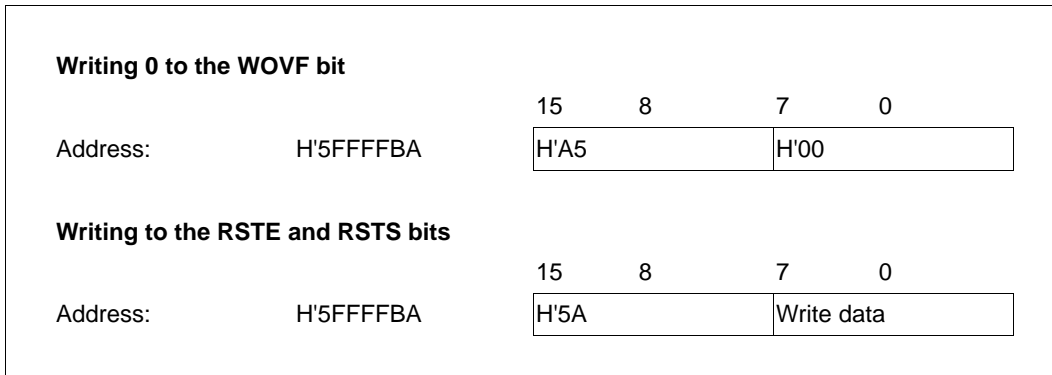 Writing 0 to the WOVF bit
15 8 7 0
Address: H'5FFFFBA H'A5 H'00
Writing to the RSTE and RSTS bits
15 8 7 0
Address: H'5FFFFBA H'5A Write data